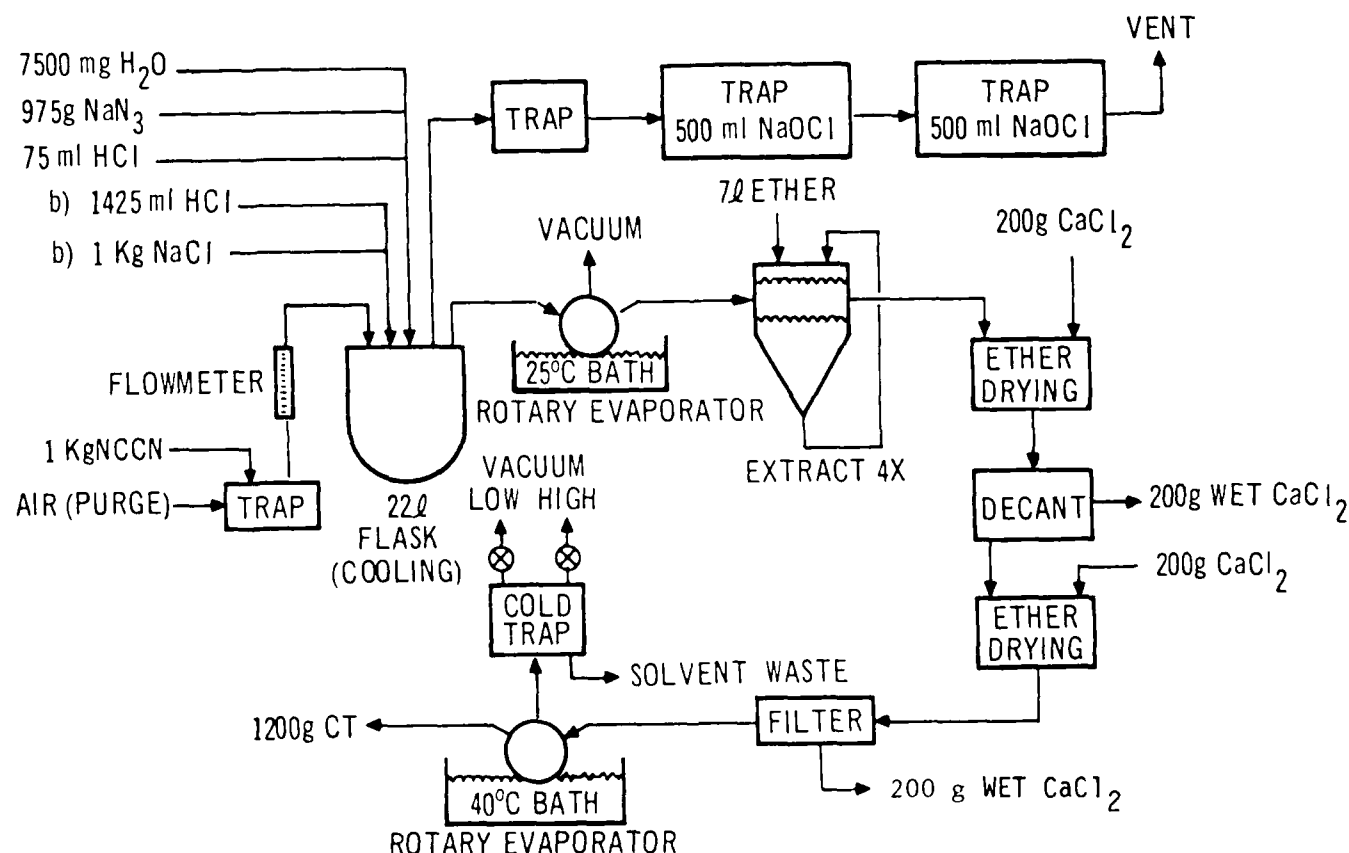 VENT
7500 mg H2O
975g NaN3
75 ml HCl
b) 1425 ml HCl
b) 1 Kg NaCl
TRAP
TRAP
500 ml NaOCl
TRAP
500 ml NaOCl
7ℓ ETHER
200g CaCl2
VACUUM
25°C BATH
ROTARY EVAPORATOR
EXTRACT 4X
ETHER
DRYING
FLOWMETER
1 KgNCCN
AIR (PURGE)
TRAP
22ℓ
FLASK
(COOLING)
VACUUM
LOW HIGH
COLD
TRAP
SOLVENT WASTE
DECANT
200g WET CaCl2
200g CaCl2
ETHER
DRYING
FILTER
200 g WET CaCl2
1200g CT
40°C BATH
ROTARY EVAPORATOR